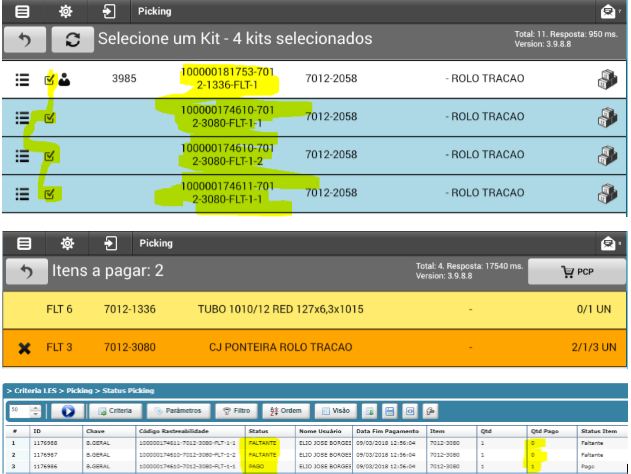 Picking
7
Selecione um Kit - 4 kits selecionados
Total: 11. Resposta: 950 ms.
Version: 3.9.8.8
3985
100000181753-701
2-1336-FLT-1
7012-2058
- ROLO TRACAO
100000174610-701
2-3080-FLT-1-1
7012-2058
- ROLO TRACAO
100000174610-701
2-3080-FLT-1-2
7012-2058
- ROLO TRACAO
100000174611-701
2-3080-FLT-1-1
7012-2058
- ROLO TRACAO
Picking
Itens a pagar: 2
Total: 4. Resposta: 17540 ms.
Version: 3.9.8.8
PCP
FLT 6 7012-1336 TUBO 1010/12 RED 127x6,3x1015 - 0/1 UN
FLT 3 7012-3080 CJ PONTEIRA ROLO TRACAO - 2/1/3 UN
> Criteria LES > Picking > Status Picking
50 Criteria Parâmetros Filtro Ordem Visão
# ID Chave Código Rastreabilidade Status Nome Usuário Data Fim Pagamento Item Qtd Qtd Pago Status Item
1 1176988 B.GERAL 100000174611-7012-3080-FLT-1-1 FALTANTE ELIO JOSE BORGES 09/03/2018 12:56:04 7012-3080 1 0 Faltante
2 1176987 B.GERAL 100000174610-7012-3080-FLT-1-2 FALTANTE ELIO JOSE BORGES 09/03/2018 12:56:04 7012-3080 1 0 Faltante
3 1176986 B.GERAL 100000174610-7012-3080-FLT-1-1 PAGO ELIO JOSE BORGES 09/03/2018 12:56:04 7012-3080 1 1 Pago